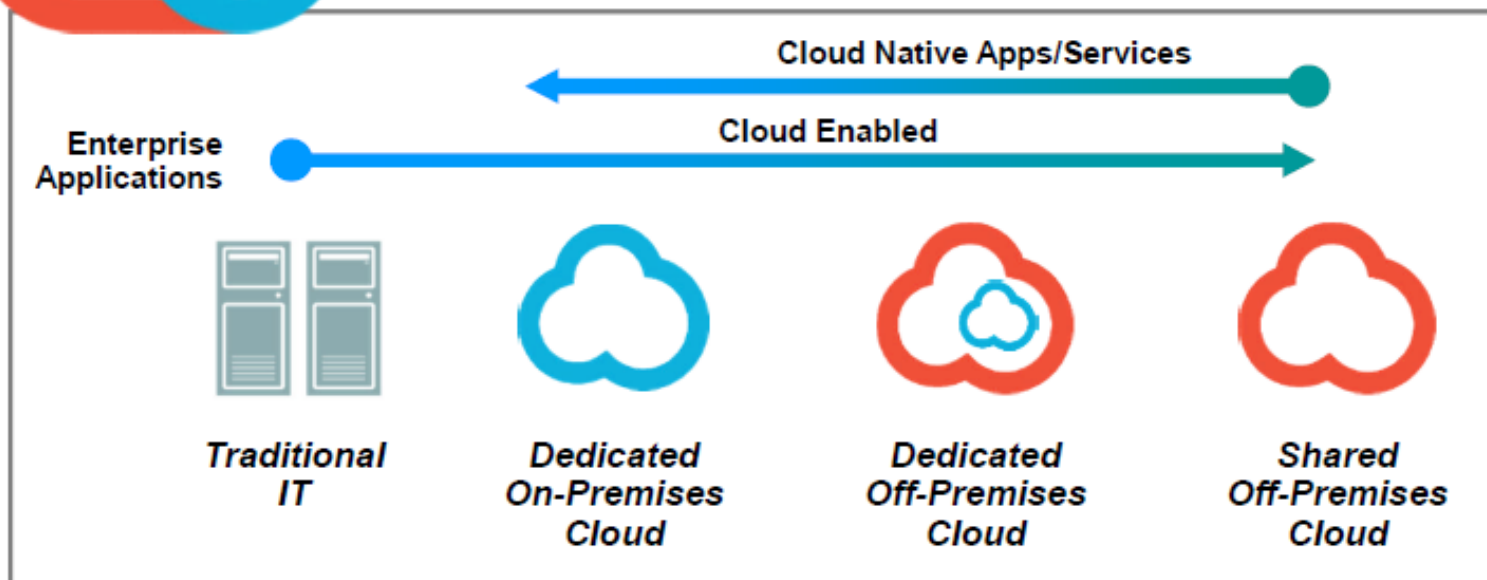 Cloud Native Apps/Services
Cloud Enabled
Enterprise
Applications
Traditional
IT
Dedicated
On-Premises
Cloud
Dedicated
Off-Premises
Cloud
Shared
Off-Premises
Cloud